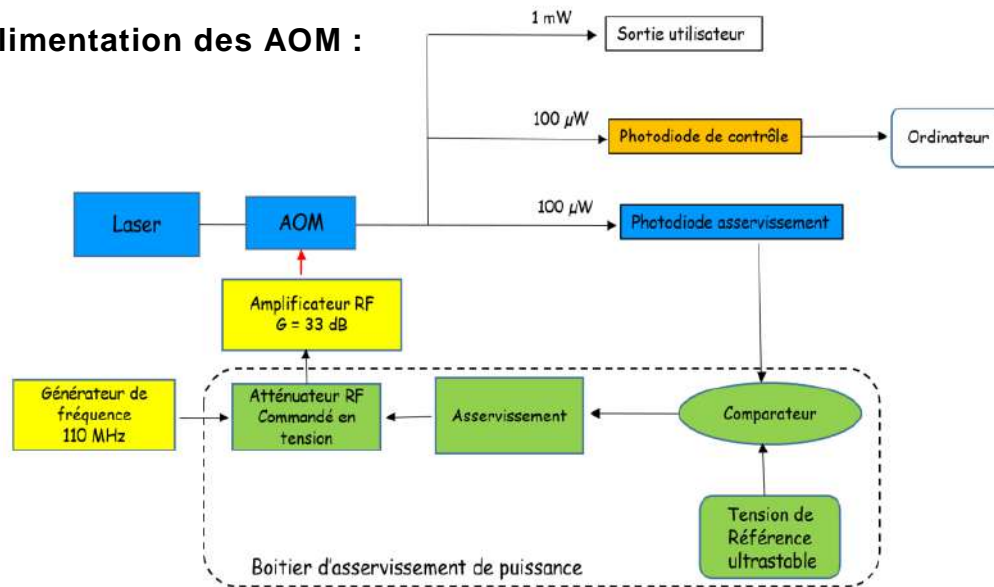 limentation des AOM :
1 mW
Sortie utilisateur
100 µW
Photodiode de contrôle
Ordinateur
Laser
AOM
100 µW
Photodiode asservissement
Amplificateur RF
G = 33 dB
Générateur de
fréquence
110 MHz
Atténuateur RF
Commandé en
tension
Asservissement
Comparateur
Tension de
Référence
ultrastable
Boitier d'asservissement de puissance